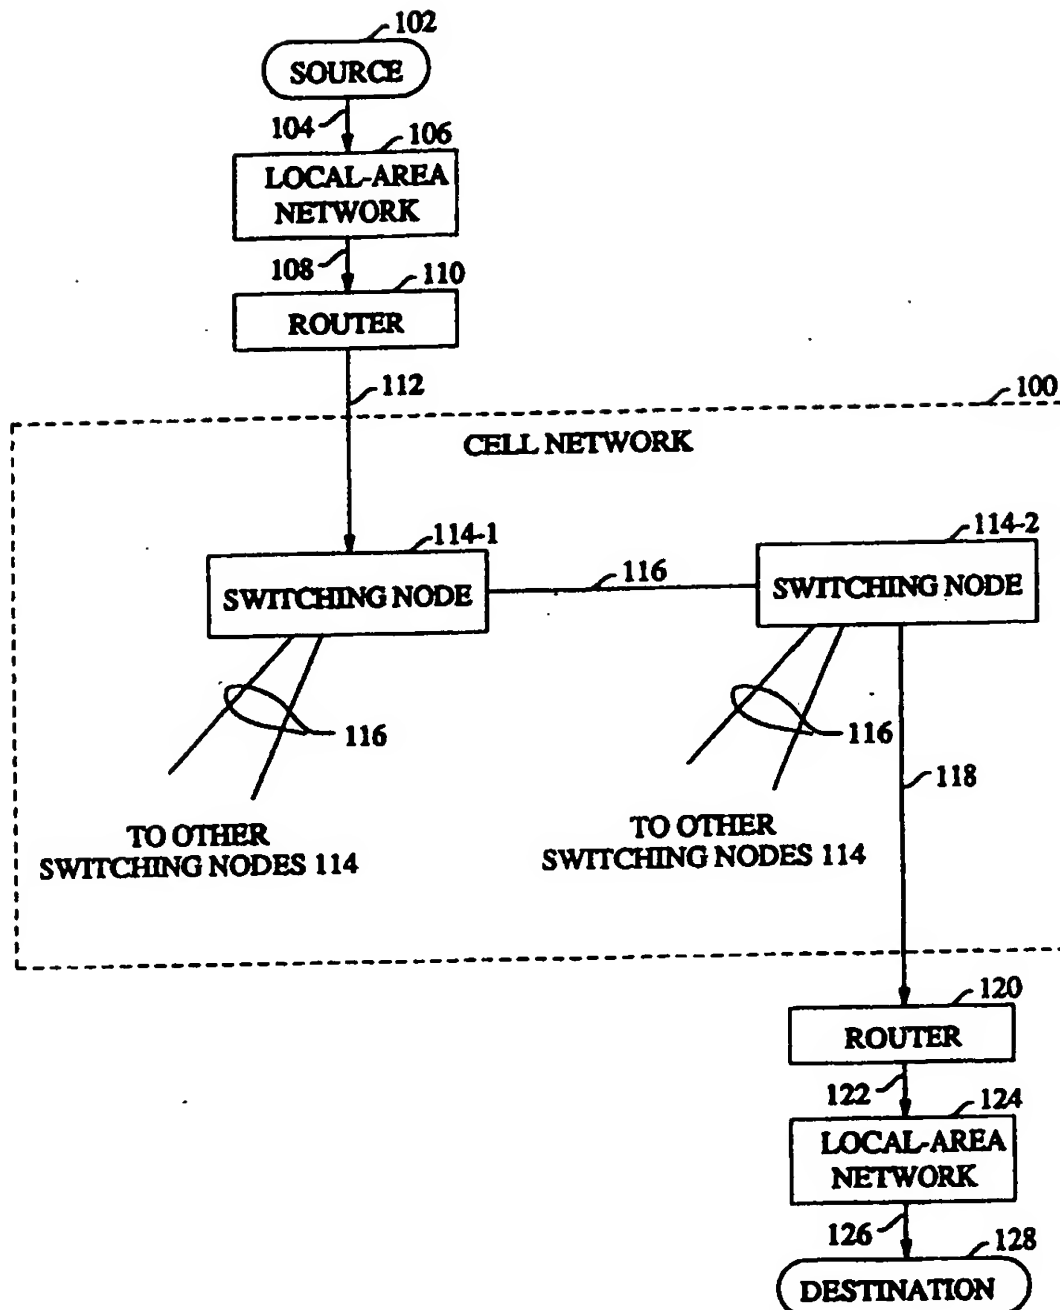 102
SOURCE
104
106
LOCAL-AREA
NETWORK
108
110
ROUTER
112
100
CELL NETWORK
114-1
SWITCHING NODE
116
114-2
SWITCHING NODE
116
116
118
TO OTHER
SWITCHING NODES 114
TO OTHER
SWITCHING NODES 114
120
ROUTER
122
124
LOCAL-AREA
NETWORK
126
128
DESTINATION